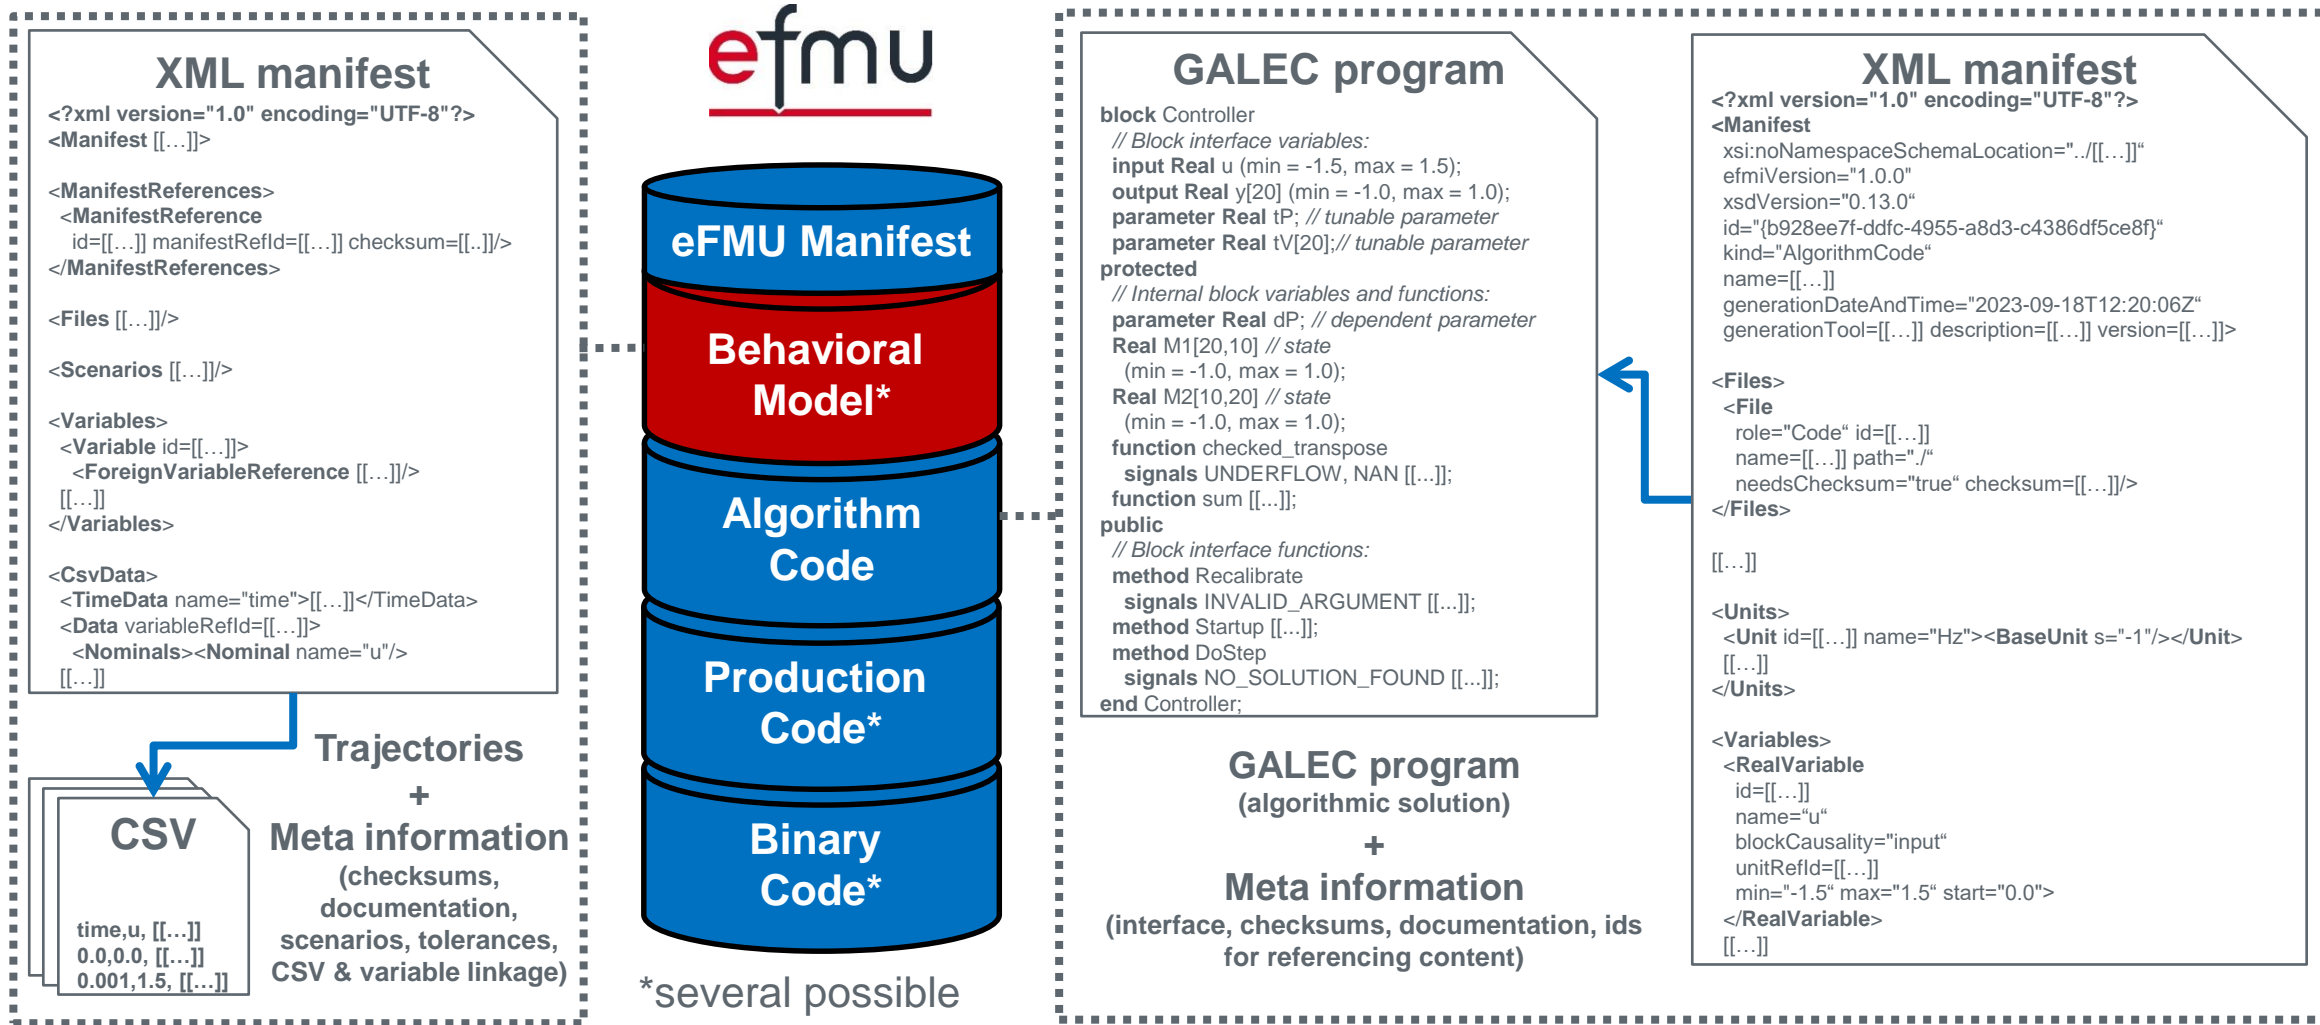 XML manifest
<?xml version="1.0" encoding="UTF-8"?>
<Manifest [[…]]>
<ManifestReferences>
<ManifestReference
id=[[…]] manifestRefId=[[…]] checksum=[[..]]/>
</ManifestReferences>
<Files [[…]]/>
<Scenarios [[…]]/>
<Variables>
<Variable id=[[…]]>
<ForeignVariableReference [[…]]/>
[[…]]
</Variables>
<CsvData>
<TimeData name="time">[[…]]</TimeData>
<Data variableRefId=[[…]]>
<Nominals><Nominal name="u"/>
[[…]]
CSV
time,u, [[…]]
0.0,0.0, [[…]]
0.001,1.5, [[…]]
Trajectories
+
Meta information
(checksums,
documentation,
scenarios, tolerances,
CSV & variable linkage)
efmu
eFMU Manifest
Behavioral
Model*
Algorithm
Code
Production
Code*
Binary
Code*
*several possible
GALEC program
block Controller
// Block interface variables:
input Real u (min = -1.5, max = 1.5);
output Real y[20] (min = -1.0, max = 1.0);
parameter Real tP; // tunable parameter
parameter Real tV[20];// tunable parameter
protected
// Internal block variables and functions:
parameter Real dP; // dependent parameter
Real M1[20,10] // state
(min = -1.0, max = 1.0);
Real M2[10,20] // state
(min = -1.0, max = 1.0);
function checked_transpose
signals UNDERFLOW, NAN [[...]];
function sum [[...]];
public
// Block interface functions:
method Recalibrate
signals INVALID_ARGUMENT [[...]];
method Startup [[...]];
method DoStep
signals NO_SOLUTION_FOUND [[...]];
end Controller;
GALEC program
(algorithmic solution)
+
Meta information
(interface, checksums, documentation, ids
for referencing content)
XML manifest
<?xml version="1.0" encoding="UTF-8"?>
<Manifest
xsi:noNamespaceSchemaLocation="../[[…]]“
efmiVersion="1.0.0"
xsdVersion="0.13.0“
id="{b928ee7f-ddfc-4955-a8d3-c4386df5ce8f}“
kind="AlgorithmCode“
name=[[…]]
generationDateAndTime="2023-09-18T12:20:06Z“
generationTool=[[…]] description=[[…]] version=[[…]]>
<Files>
<File
role="Code“ id=[[…]]
name=[[…]] path="./“
needsChecksum="true“ checksum=[[…]]/>
</Files>
[[…]]
<Units>
<Unit id=[[…]] name="Hz"><BaseUnit s="-1"/></Unit>
[[…]]
</Units>
<Variables>
<RealVariable
id=[[…]]
name=“u“
blockCausality="input“
unitRefId=[[…]]
min="-1.5“ max="1.5“ start="0.0">
</RealVariable>
[[…]]